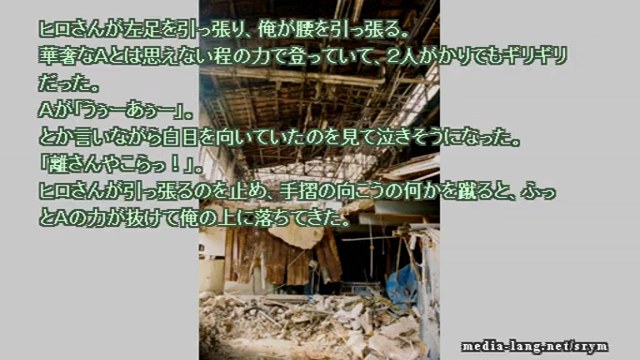 ヒロさんが左足を引っ張り、俺が腰を引っ張る。
華奢なAとは思えない程の力で登っていて、2人がかりでもギリギリ
だった。
Aが「うぅーあぅー」。
とか言いながら白目を向いていたのを見て泣きそうになった。
「離さんやこらっ！」。
ヒロさんが引っ張るのを止め、手摺の向こうの何かを蹴ると、ふっ
とAの力が抜けて俺の上に落ちてきた。
media-lang-net/srym